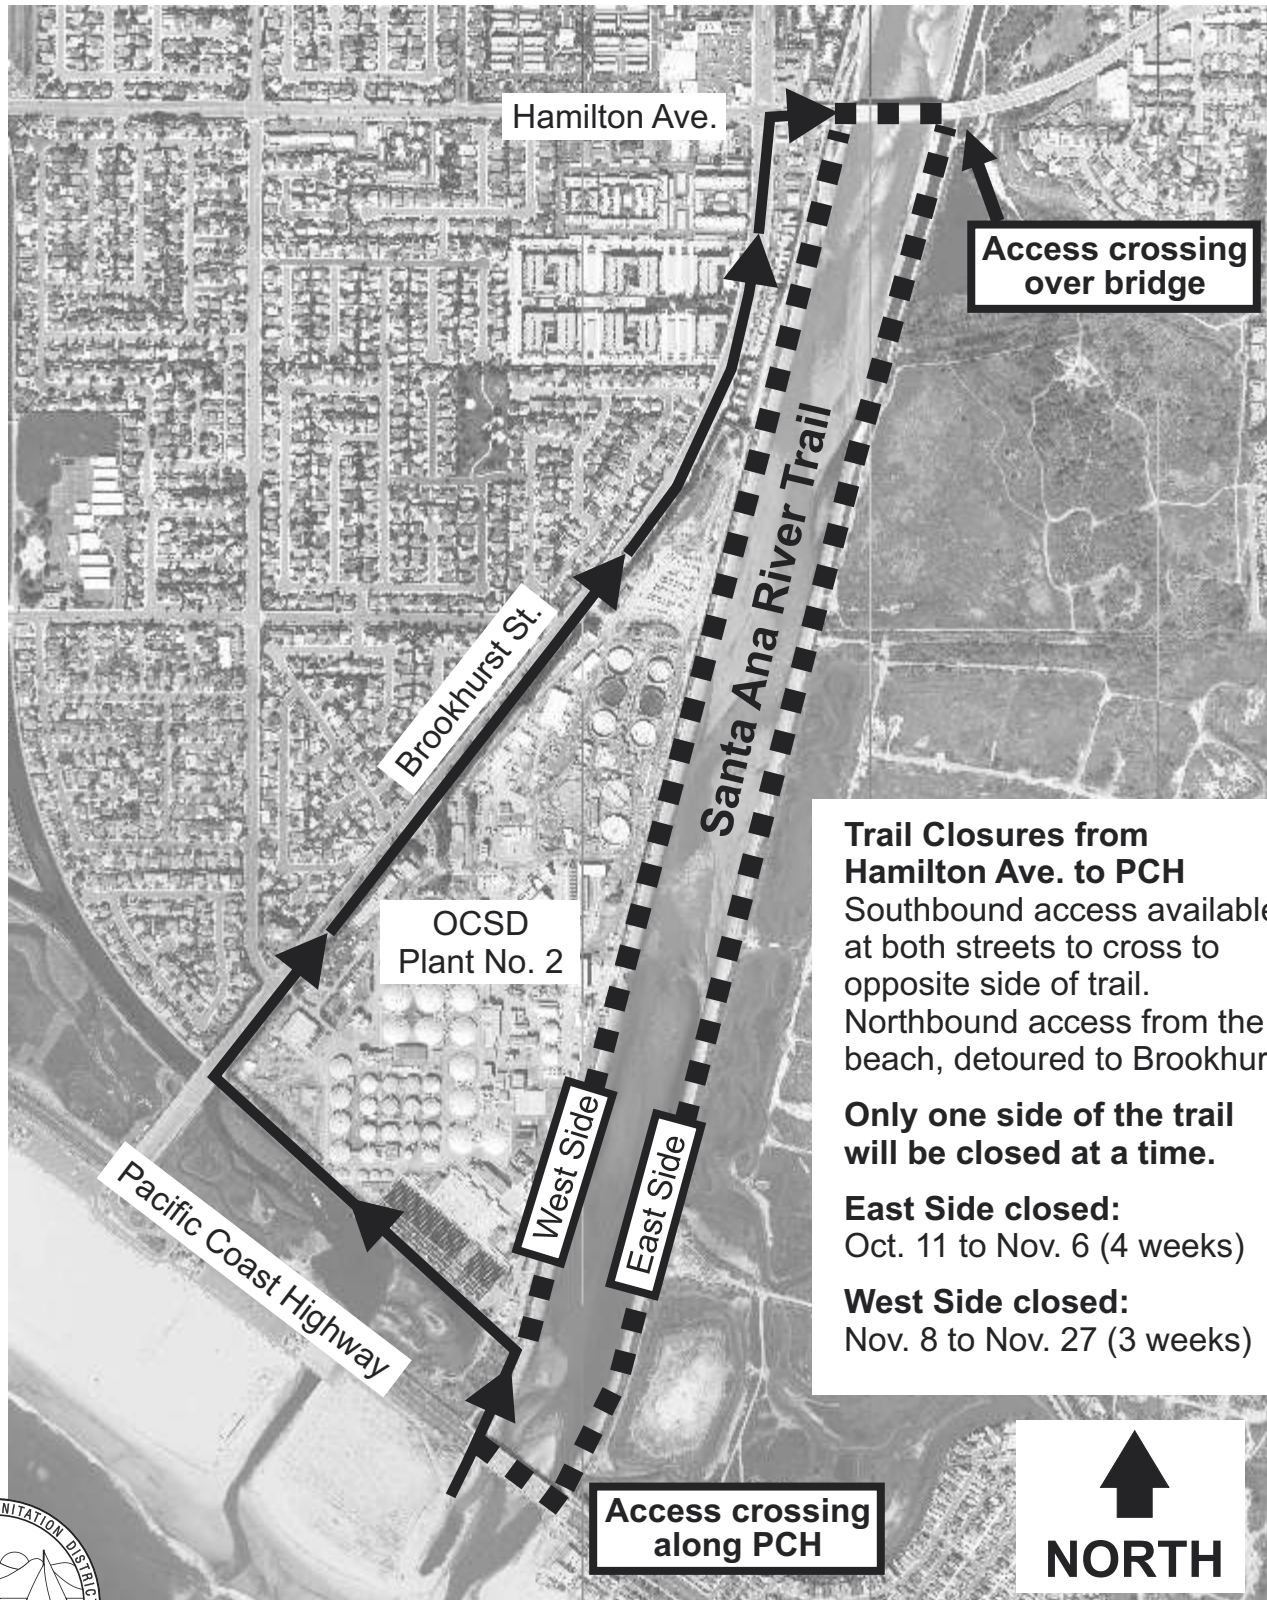 Hamilton Ave.
Access crossing
over bridge
Santa Ana River Trail
Brookhurst St.
OCSD
Plant No. 2
Trail Closures from
Hamilton Ave. to PCH
Southbound access available
at both streets to cross to
opposite side of trail.
Northbound access from the
beach, detoured to Brookhur
Only one side of the trail
will be closed at a time.
East Side closed:
Oct. 11 to Nov. 6 (4 weeks)
West Side closed:
Nov. 8 to Nov. 27 (3 weeks)
West Side
East Side
Pacific Coast Highway
Access crossing
along PCH
NORTH
NITATION DISTRIC